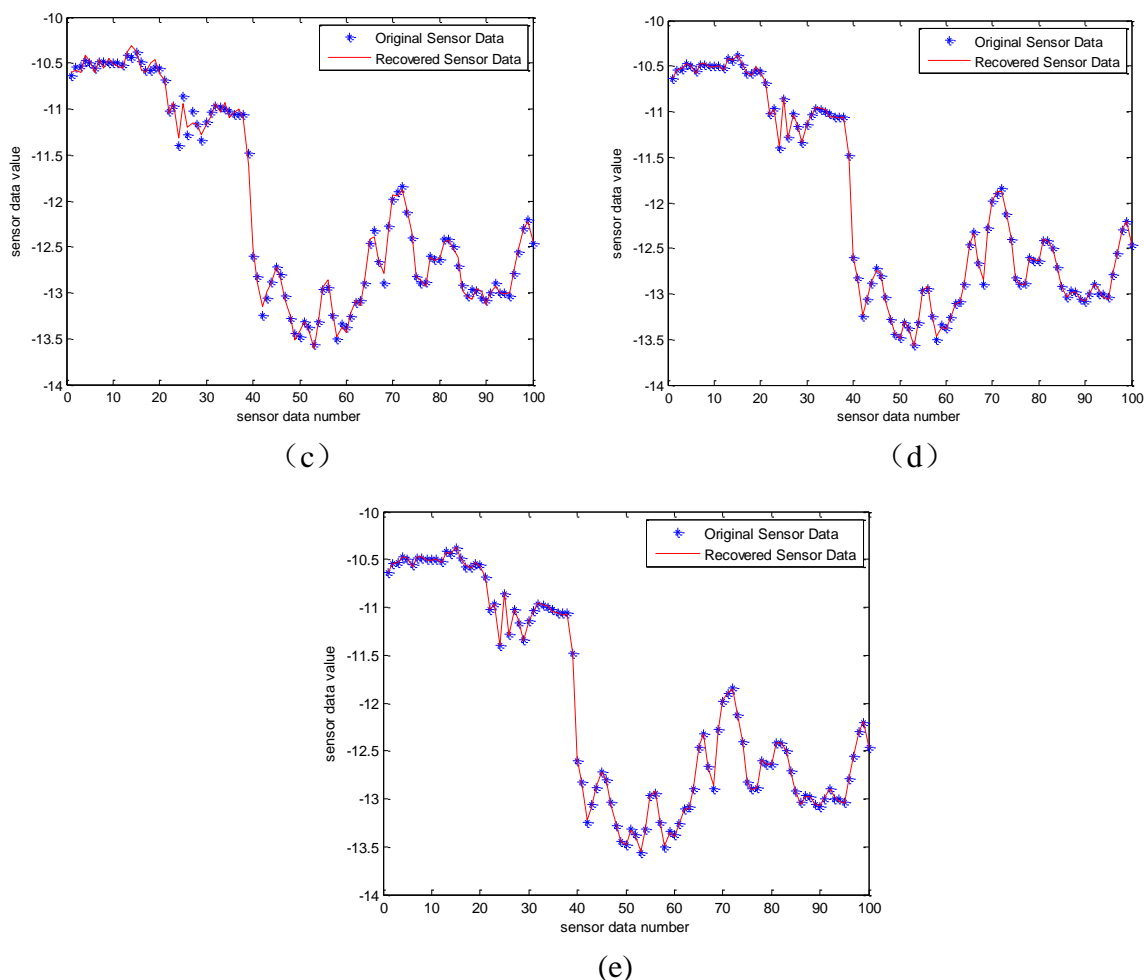 -10
-10.5
-11
-11.5
-12
-12.5
-13
-13.5
-14
0 10 20 30 40 50 60 70 80 90 100
sensor data number
sensor data value
Original Sensor Data
Recovered Sensor Data
(c)
-10
-10.5
-11
-11.5
-12
-12.5
-13
-13.5
-14
0 10 20 30 40 50 60 70 80 90 100
sensor data number
sensor data value
Original Sensor Data
Recovered Sensor Data
(d)
-10
-10.5
-11
-11.5
-12
-12.5
-13
-13.5
-14
0 10 20 30 40 50 60 70 80 90 100
sensor data number
sensor data value
Original Sensor Data
Recovered Sensor Data
(e)